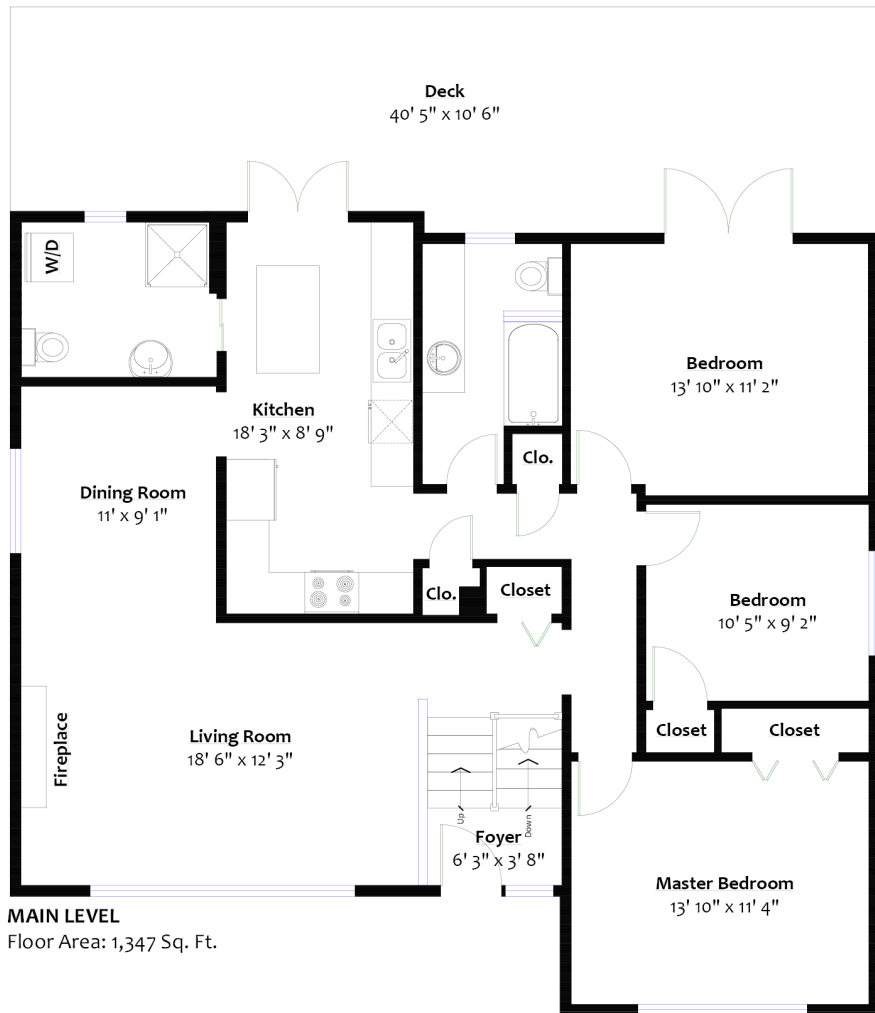 Deck
40' 5" x 10' 6"
W/D
Bedroom
13' 10" x 11' 2"
Kitchen
18' 3" x 8' 9"
Clo.
Dining Room
11' x 9' 1"
Clo.
Closet
Bedroom
10' 5" x 9' 2"
Fireplace
Living Room
18' 6" x 12' 3"
Closet
Closet
Up
Down
Foyer
6' 3" x 3' 8"
Master Bedroom
13' 10" x 11' 4"
MAIN LEVEL
Floor Area: 1,347 Sq. Ft.